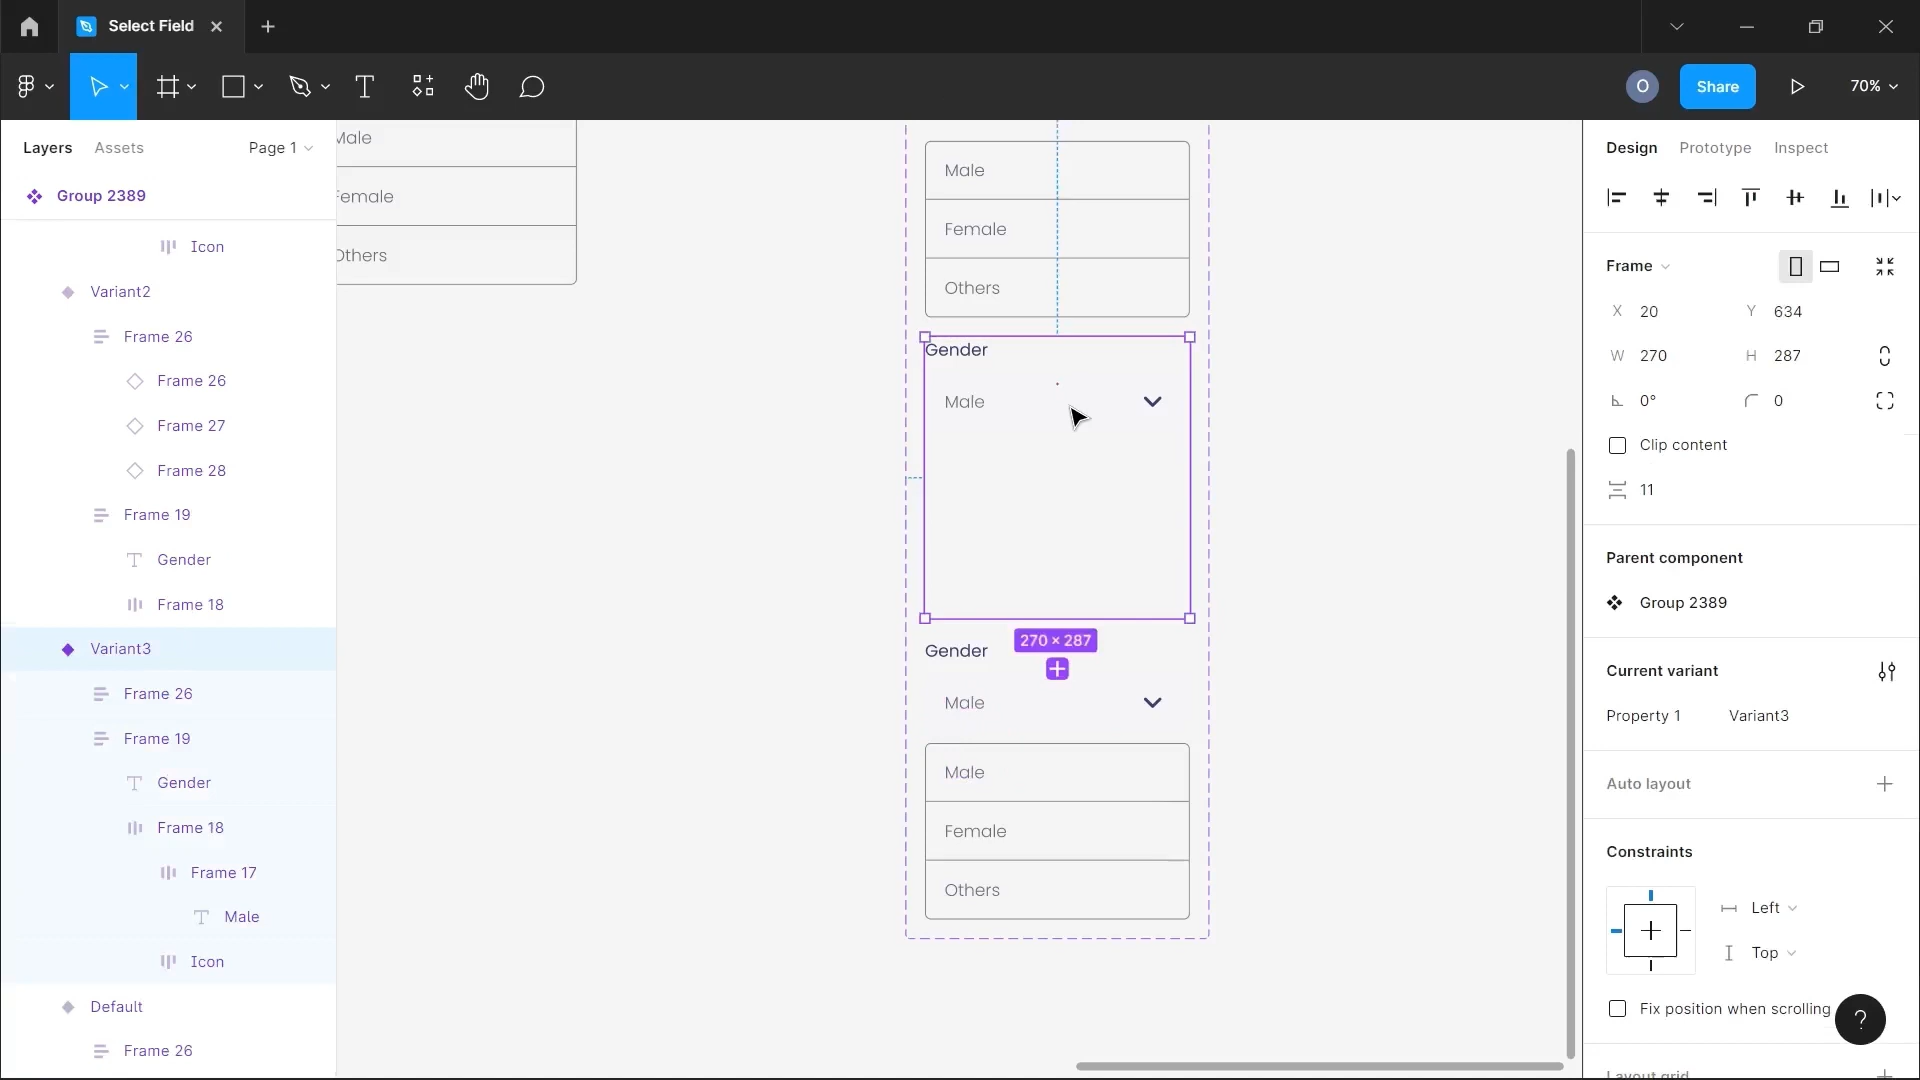 Select Field
O
Share
70%
Layers
Assets
Page 1
Group 2389
Icon
Variant2
Frame 26
Frame 26
Frame 27
Frame 28
Frame 19
Gender
Frame 18
Variant3
Frame 26
Frame 19
Gender
Frame 18
Frame 17
Male
Icon
Default
Frame 26
Male
Female
Others
Male
Female
Others
Gender
Male
270 × 287
Gender
Male
Male
Female
Others
Design
Prototype
Inspect
Frame
X 20
Y 634
W 270
H 287
0°
0
Clip content
11
Parent component
Group 2389
Current variant
Property 1
Variant3
Auto layout
Constraints
Left
Top
Fix position when scrolling
?
Layout grid